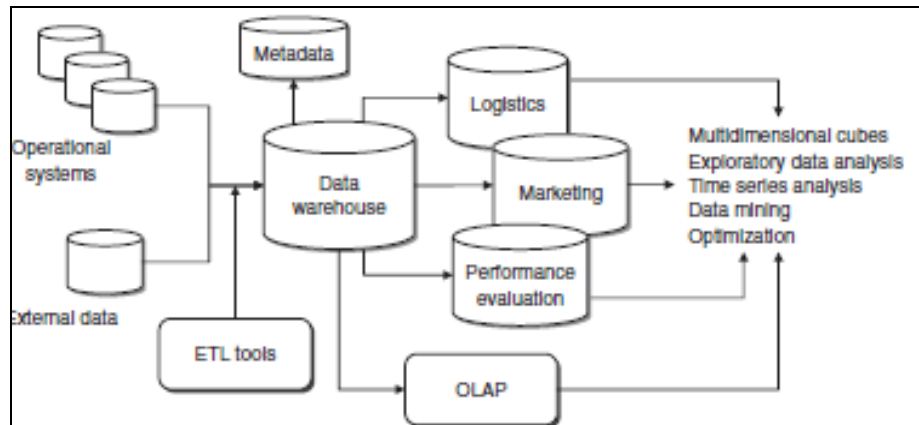 Metadata
Logistics
Operational
systems
Data
warehouse
Marketing
Multidimensional cubes
Exploratory data analysis
Time series analysis
Data mining
Optimization
Performance
evaluation
External data
ETL tools
OLAP